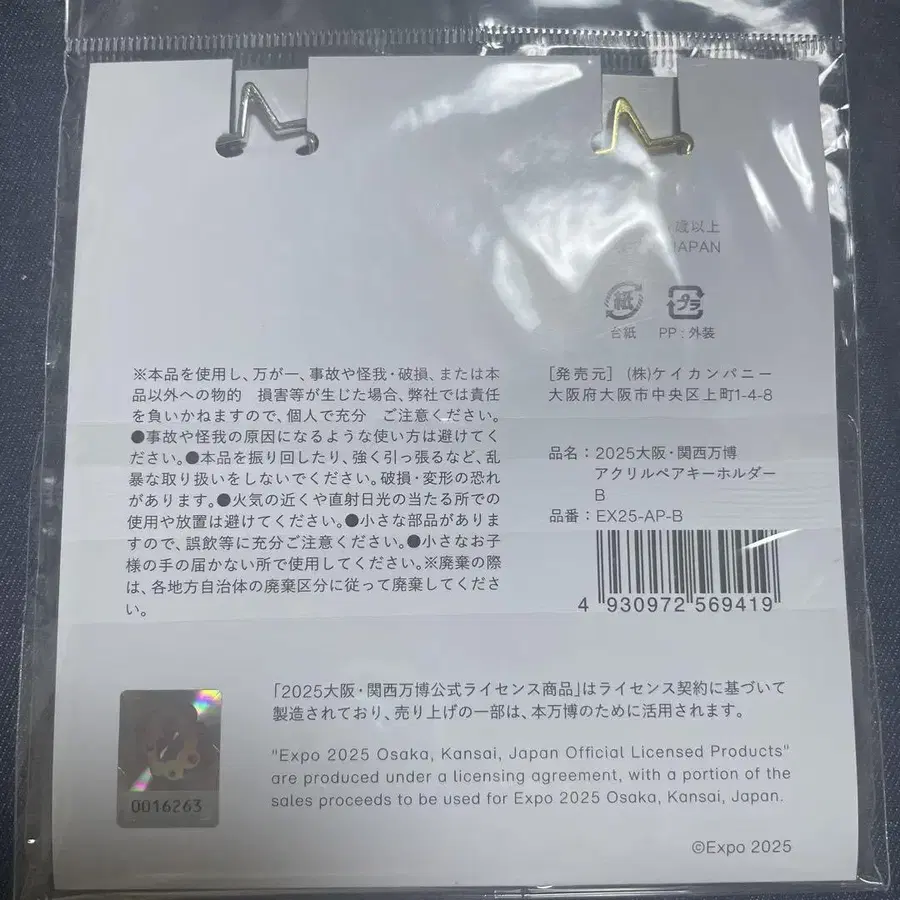 歳以上
JAPAN
紙
プラ
台紙
PP:外装
※本品を使用し、万が一、事故や怪我・破損、または本
品以外への物的　損害等が生じた場合、弊社では責任
を負いかねますので、個人で充分　ご注意ください。
●事故や怪我の原因になるような使い方は避けてく
ださい。●本品を振り回したり、強く引っ張るなど、乱
暴な取り扱いをしないでください。破損・変形の恐れ
があります。●火気の近くや直射日光の当たる所での
使用や放置は避けてください。●小さな部品がありま
すので、誤飲等に充分ご注意ください。●小さなお子
様の手の届かない所で使用してください。※廃棄の際
は、各地方自治体の廃棄区分に従って廃棄してくださ
い。
[発売元] (株)ケイカンパニー
大阪府大阪市中央区上町1-4-8
品名:2025大阪・関西万博
アクリルペアキーホルダー
B
品番:EX25-AP-B
4 930972 569419
「2025大阪・関西万博公式ライセンス商品」はライセンス契約に基づいて
製造されており、売り上げの一部は、本万博のために活用されます。
"Expo 2025 Osaka, Kansai, Japan Official Licensed Products"
are produced under a licensing agreement, with a portion of the
sales proceeds to be used for Expo 2025 Osaka, Kansai, Japan.
0016263
©Expo 2025